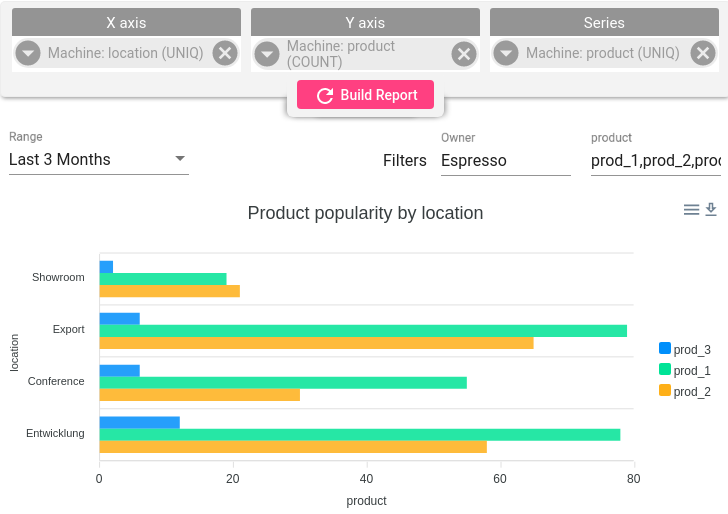 X axis
Y axis
Series
Machine: location (UNIQ)
Machine: product
(COUNT)
Machine: product (UNIQ)
Build Report
Range
Last 3 Months
Filters
Owner
Espresso
product
prod_1,prod_2,prod
Product popularity by location
location
Showroom
Export
Conference
Entwicklung
0
20
40
60
80
product
prod_3
prod_1
prod_2